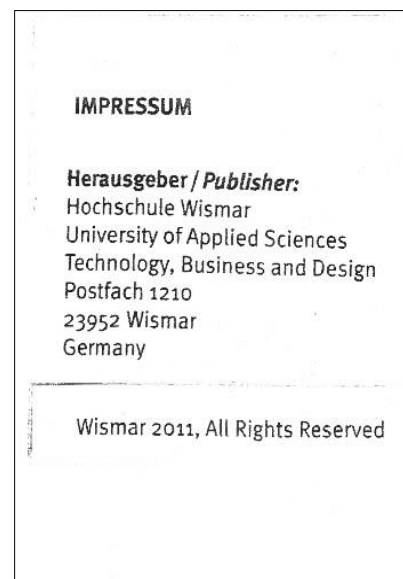 IMPRESSUM
Herausgeber / Publisher:
Hochschule Wismar
University of Applied Sciences
Technology, Business and Design
Postfach 1210
23952 Wismar
Germany
Wismar 2011, All Rights Reserved